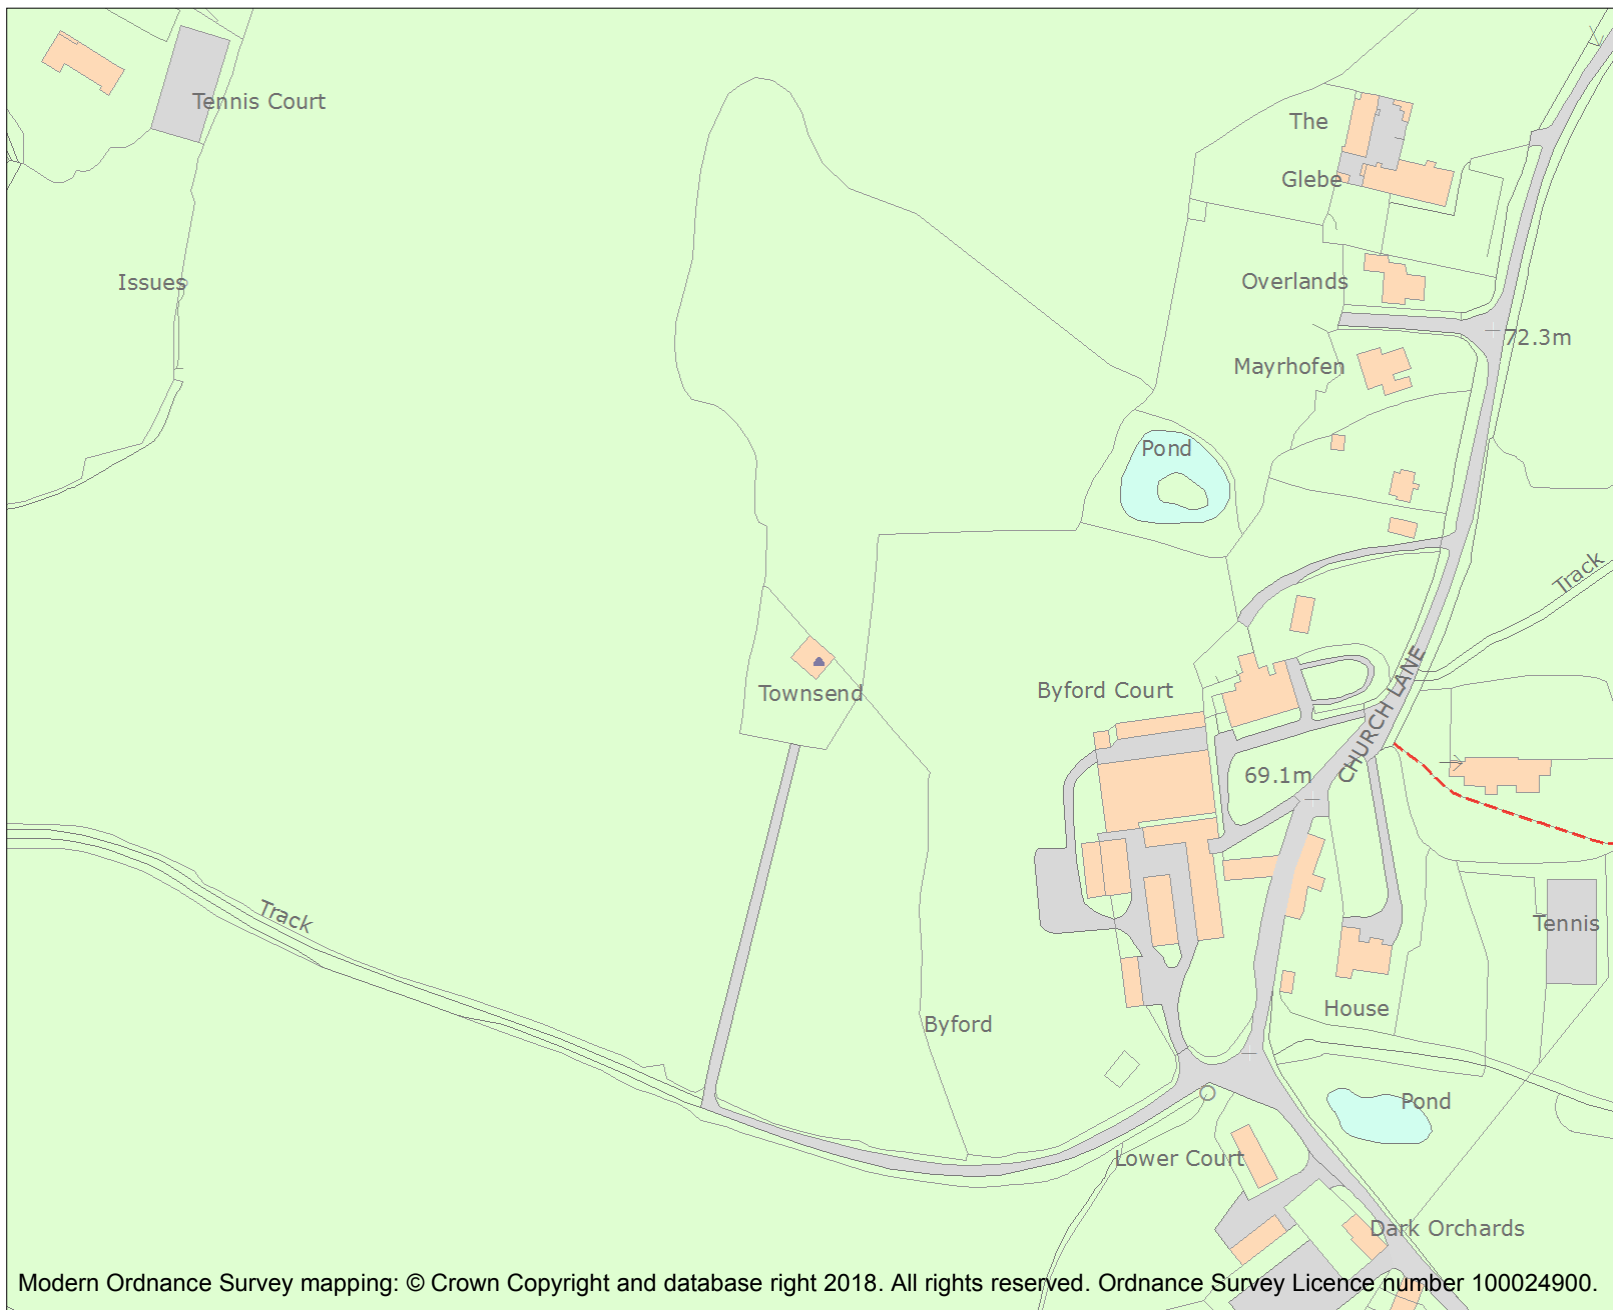 Tennis Court
The
Glebe
Issues
Overlands
72.3m
Mayrhofen
Pond
Track
CHURCH LANE
Byford Court
Townsend
69.1m
Track
Tennis
House
Byford
Pond
Lower Court
Dark Orchards
Modern Ordnance Survey mapping: © Crown Copyright and database right 2018. All rights reserved. Ordnance Survey Licence number 100024900.